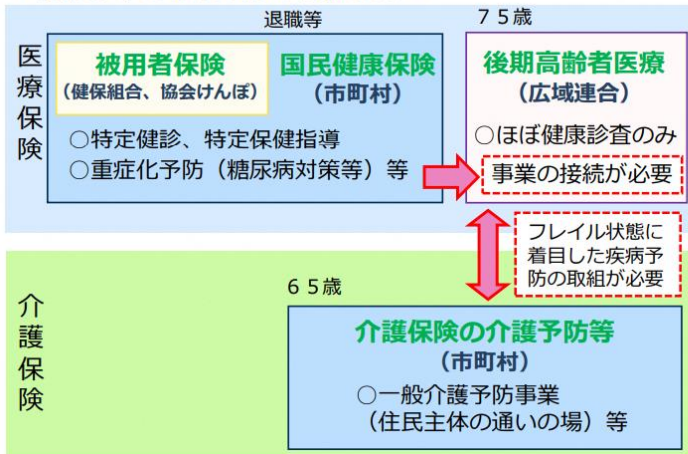 医療保険
退職等
被用者保険
(健保組合、協会けんぽ)
国民健康保険
(市町村)
○特定健診、特定保健指導
○重症化予防（糖尿病対策等）等
７５歳
後期高齢者医療
(広域連合)
○ほぼ健康診査のみ
事業の接続が必要
フレイル状態に
着目した疾病予
防の取組が必要
介護保険
６５歳
介護保険の介護予防等
(市町村)
○一般介護予防事業
（住民主体の通いの場）等